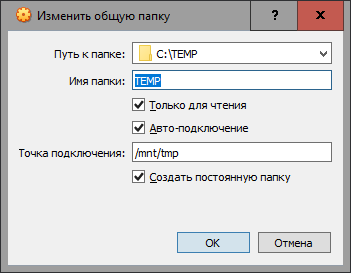 Изменить общую папку
?
Путь к папке: C:\TEMP
Имя папки: TEMP
Только для чтения
Авто-подключение
Точка подключения: /mnt/tmp
Создать постоянную папку
OK Отмена